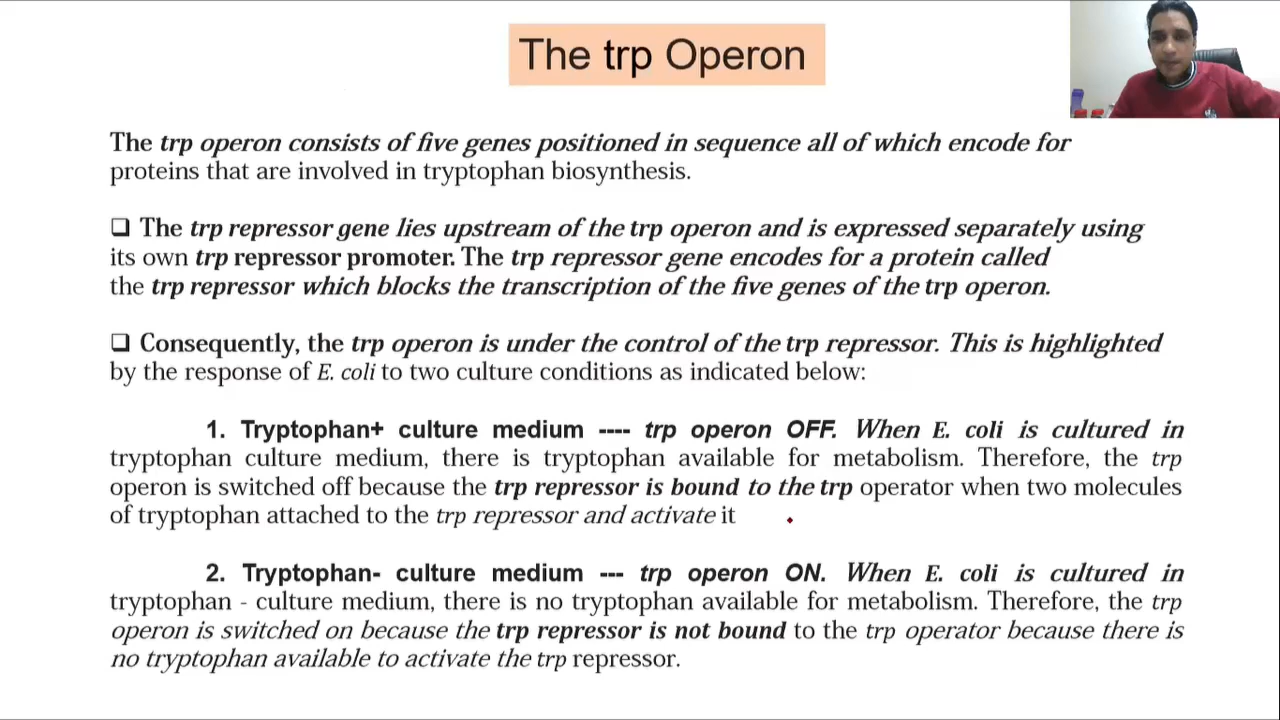 The trp Operon
The trp operon consists of five genes positioned in sequence all of which encode for
proteins that are involved in tryptophan biosynthesis.
❑ The trp repressor gene lies upstream of the trp operon and is expressed separately using
its own trp repressor promoter. The trp repressor gene encodes for a protein called
the trp repressor which blocks the transcription of the five genes of the trp operon.
❑ Consequently, the trp operon is under the control of the trp repressor. This is highlighted
by the response of E. coli to two culture conditions as indicated below:
1. Tryptophan+ culture medium ---- trp operon OFF. When E. coli is cultured in
tryptophan culture medium, there is tryptophan available for metabolism. Therefore, the trp
operon is switched off because the trp repressor is bound to the trp operator when two molecules
of tryptophan attached to the trp repressor and activate it
2. Tryptophan- culture medium --- trp operon ON. When E. coli is cultured in
tryptophan - culture medium, there is no tryptophan available for metabolism. Therefore, the trp
operon is switched on because the trp repressor is not bound to the trp operator because there is
no tryptophan available to activate the trp repressor.